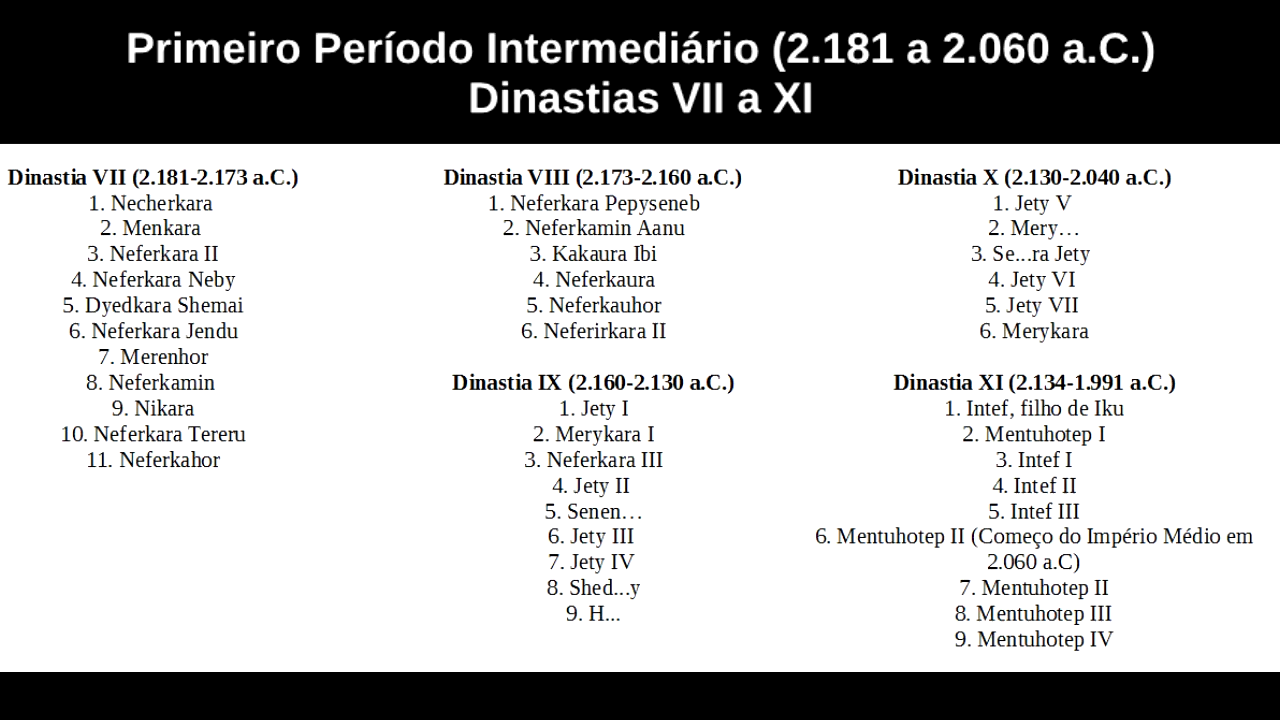 Primeiro Período Intermediário (2.181 a 2.060 a.C.)
Dinastias VII a XI
Dinastia VII (2.181-2.173 a.C.)
1. Necherkara
2. Menkara
3. Neferkara II
4. Neferkara Neby
5. Dyedkara Shemai
6. Neferkara Jendu
7. Merenhor
8. Neferkamin
9. Nikara
10. Neferkara Tereru
11. Neferkahor
Dinastia VIII (2.173-2.160 a.C.)
1. Neferkara Pepyseneb
2. Neferkamin Aanu
3. Kakaura Ibi
4. Neferkaura
5. Neferkauhor
6. Neferirkara II
Dinastia IX (2.160-2.130 a.C.)
1. Jety I
2. Merykara I
3. Neferkara III
4. Jety II
5. Senen…
6. Jety III
7. Jety IV
8. Shed...y
9. H...
Dinastia X (2.130-2.040 a.C.)
1. Jety V
2. Mery…
3. Se...ra Jety
4. Jety VI
5. Jety VII
6. Merykara
Dinastia XI (2.134-1.991 a.C.)
1. Intef, filho de Iku
2. Mentuhotep I
3. Intef I
4. Intef II
5. Intef III
6. Mentuhotep II (Começo do Império Médio em
2.060 a.C)
7. Mentuhotep II
8. Mentuhotep III
9. Mentuhotep IV